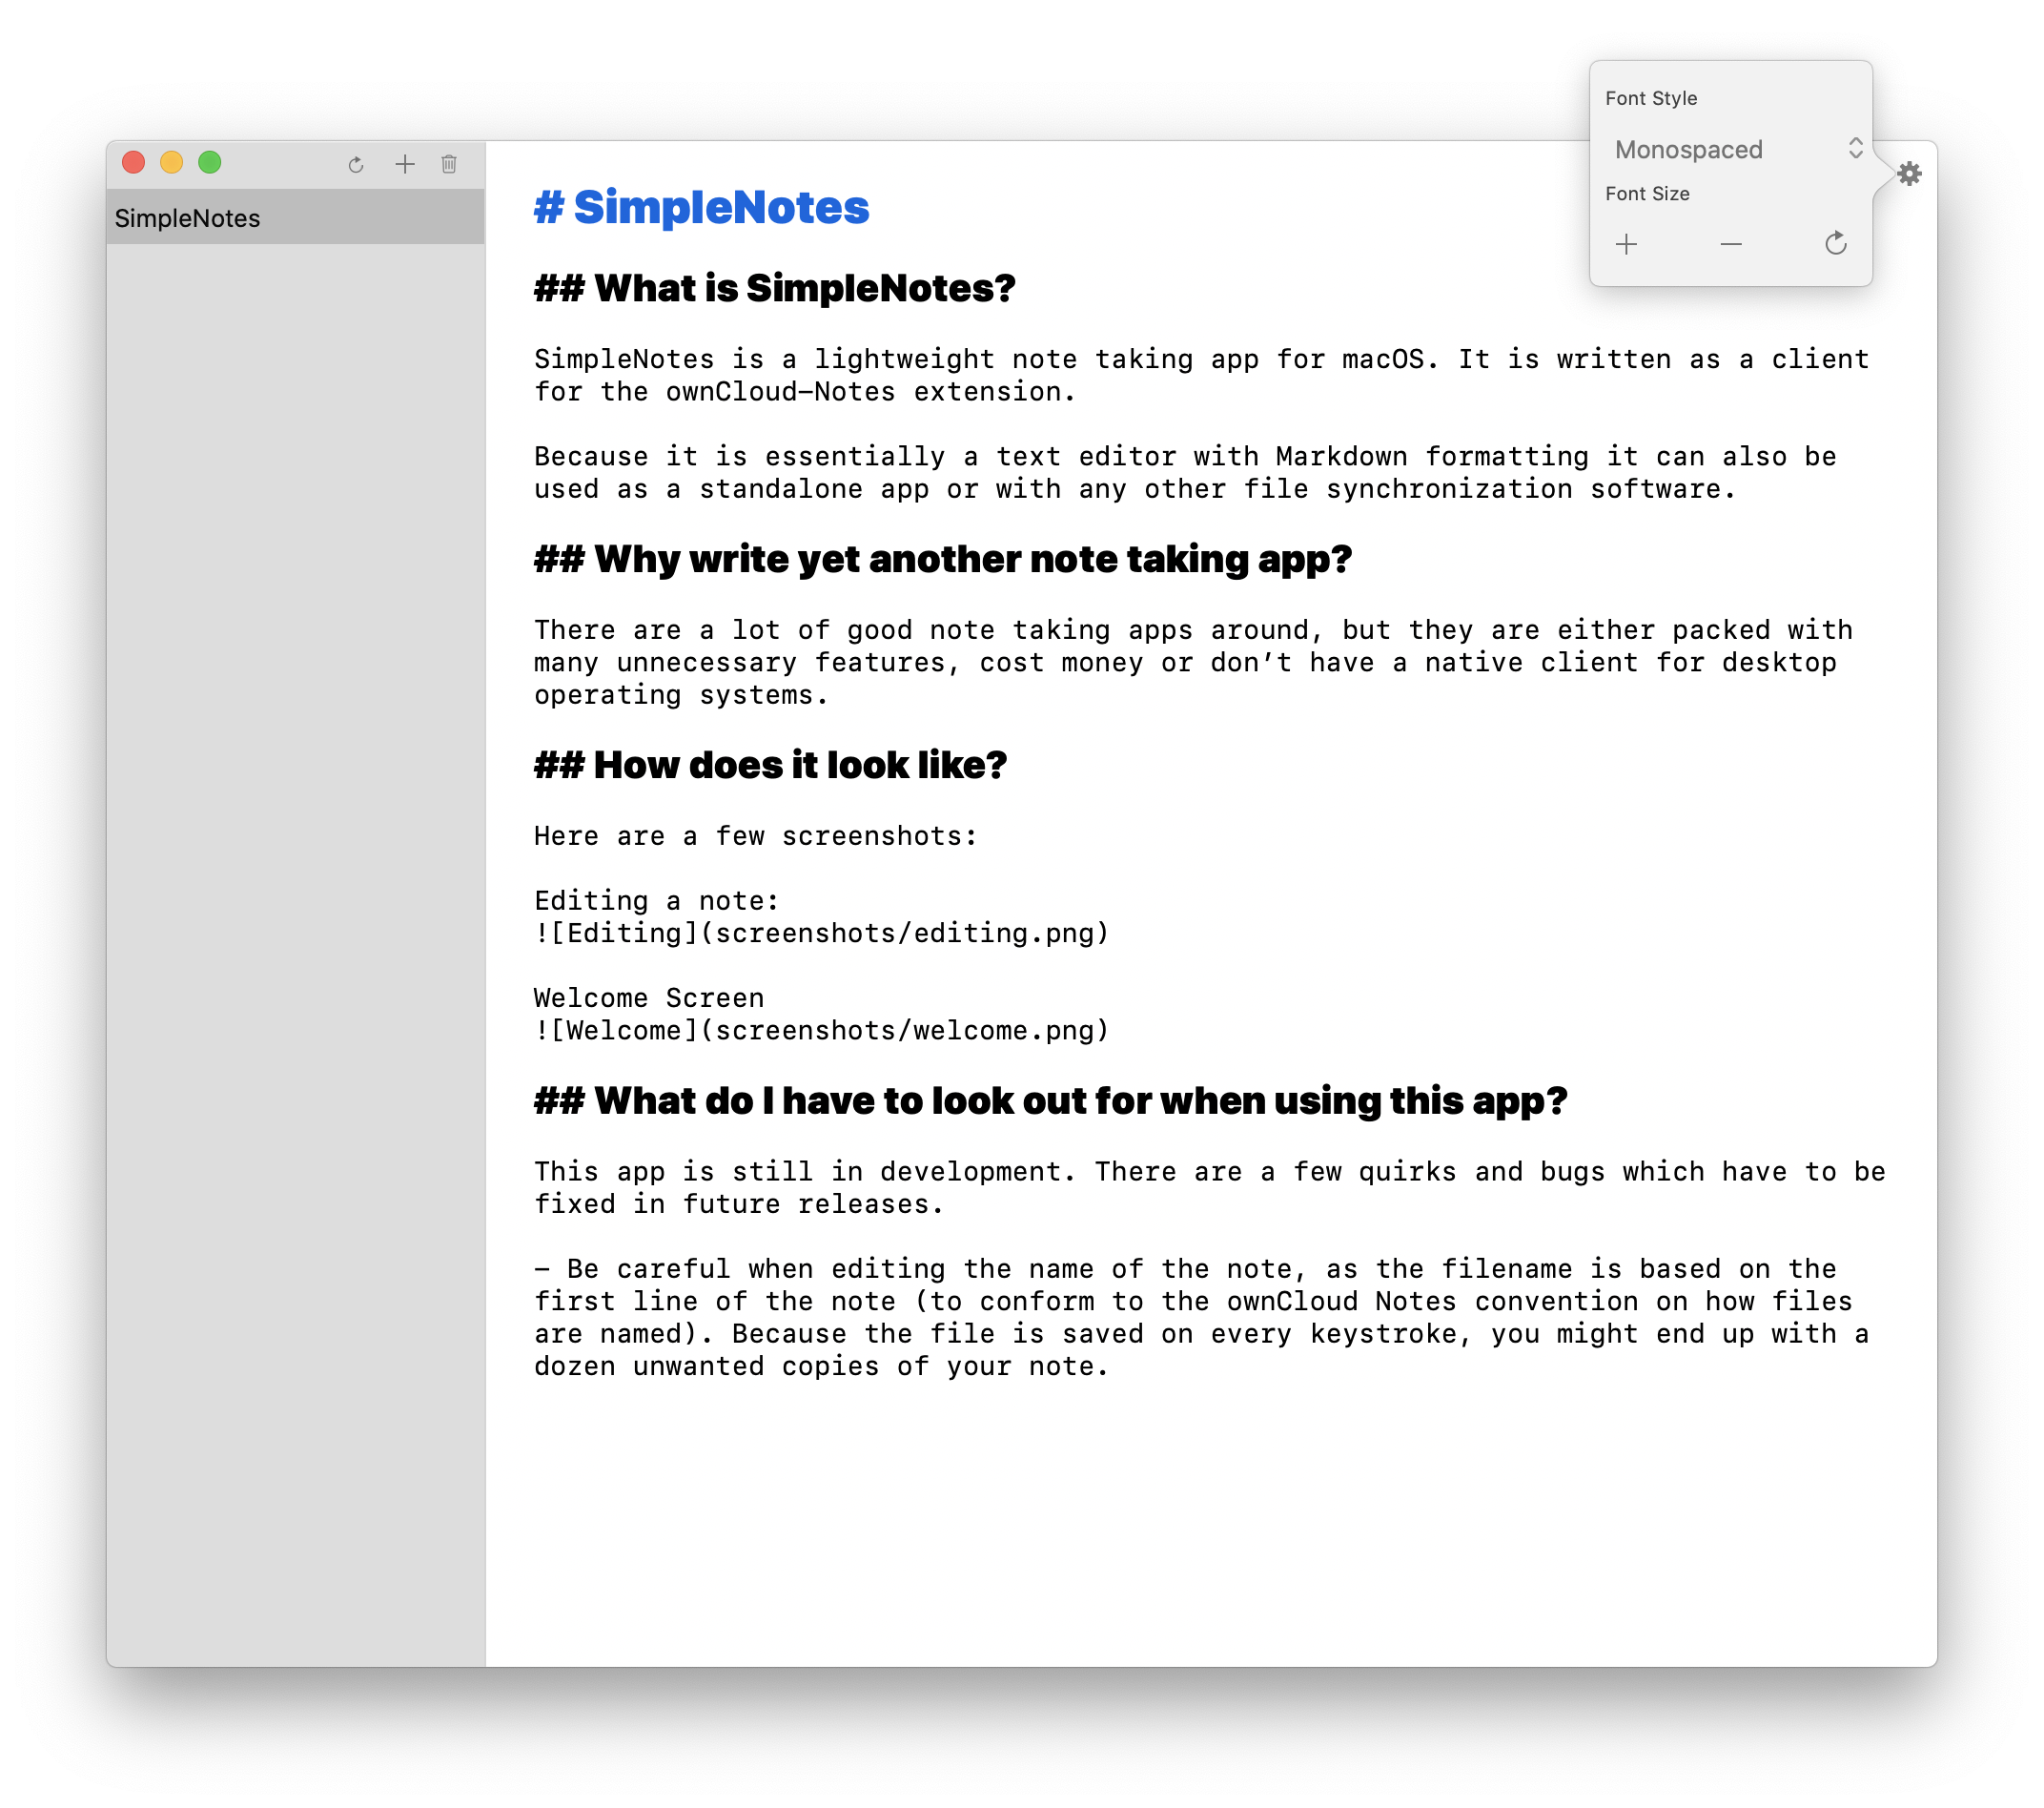 Font Style
Monospaced
Font Size
SimpleNotes
# SimpleNotes
## What is SimpleNotes?
SimpleNotes is a lightweight note taking app for macOS. It is written as a client
for the ownCloud-Notes extension.
Because it is essentially a text editor with Markdown formatting it can also be
used as a standalone app or with any other file synchronization software.
## Why write yet another note taking app?
There are a lot of good note taking apps around, but they are either packed with
many unnecessary features, cost money or don’t have a native client for desktop
operating systems.
## How does it look like?
Here are a few screenshots:
Editing a note:
![Editing](screenshots/editing.png)
Welcome Screen
![Welcome](screenshots/welcome.png)
## What do I have to look out for when using this app?
This app is still in development. There are a few quirks and bugs which have to be
fixed in future releases.
- Be careful when editing the name of the note, as the filename is based on the
first line of the note (to conform to the ownCloud Notes convention on how files
are named). Because the file is saved on every keystroke, you might end up with a
dozen unwanted copies of your note.